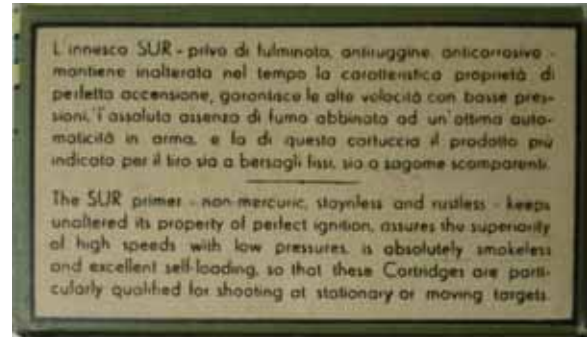 L'innesco SUR - privo di fulminato, antiruggine, anticorrosivo -
mantiene inalterata nel tempo la caratteristica proprietà di
perfetta accensione, garantisce le alte velocità con basse pres-
sioni, l'assoluta assenza di fumo abbinata ad un'ottima auto-
maticità in arma, e fa di questa cartuccia il prodotto più
indicato per il tiro sia a bersagli fissi, sia a sagome scomparenti.
The SUR primer - non-mercuric, staynless and rustless - keeps
unaltered its property of perfect ignition, assures the superiority
of high speeds with low pressures, is absolutely smokeless
and excellent self-loading, so that these Cartridges are parti-
cularly qualified for shooting at stationary or moving targets.